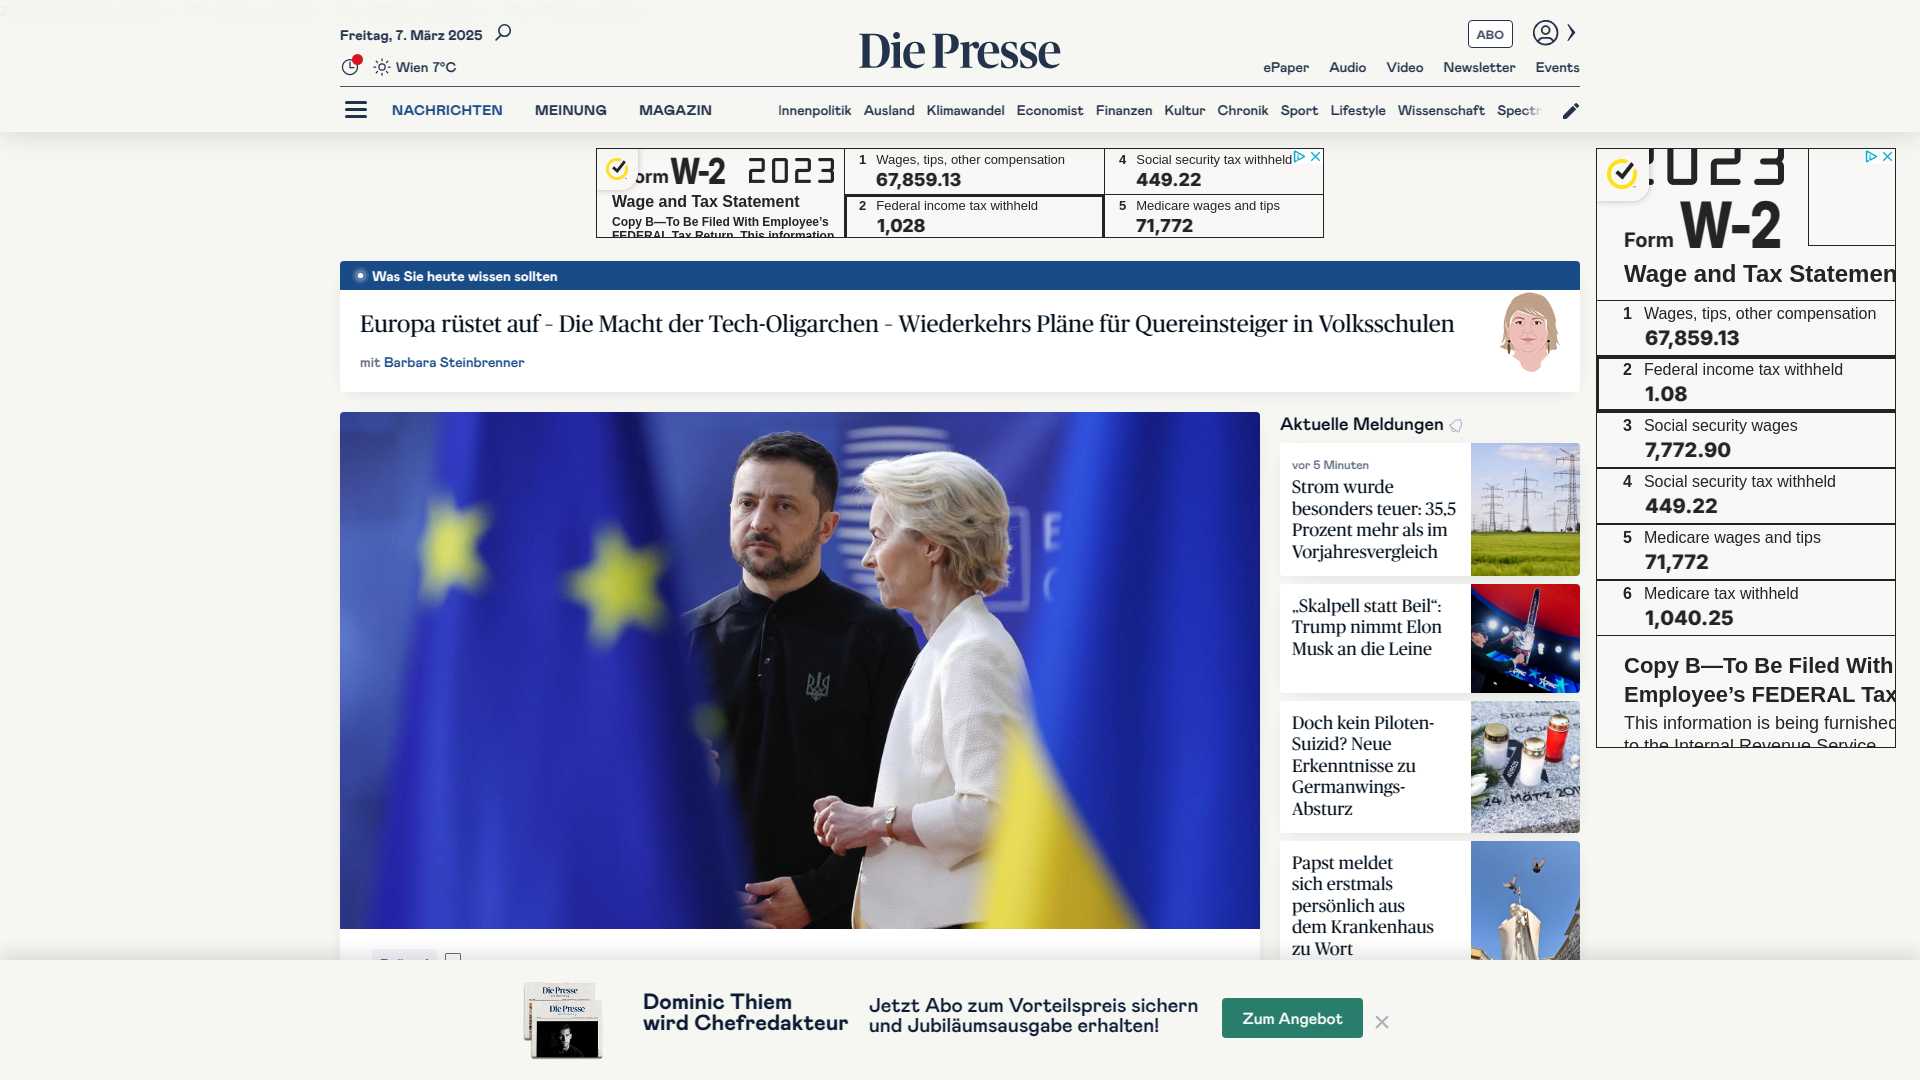 Freitag, 7. März 2025
Wien 7°C
Die Presse
ABO
ePaper Audio Video Newsletter Events
NACHRICHTEN MEINUNG MAGAZIN Innenpolitik Ausland Klimawandel Economist Finanzen Kultur Chronik Sport Lifestyle Wissenschaft Spectr
orm W-2 2023
Wage and Tax Statement
Copy B—To Be Filed With Employee’s
FEDERAL Tax Return. This information
1 Wages, tips, other compensation
67,859.13
2 Federal income tax withheld
1,028
4 Social security tax withheld
449.22
5 Medicare wages and tips
71,772
2023
Form W-2
Wage and Tax Statemen
1 Wages, tips, other compensation
67,859.13
2 Federal income tax withheld
1.08
3 Social security wages
7,772.90
4 Social security tax withheld
449.22
5 Medicare wages and tips
71,772
6 Medicare tax withheld
1,040.25
Copy B—To Be Filed With
Employee’s FEDERAL Tax
This information is being furnished
to the Internal Revenue Service
Was Sie heute wissen sollten
Europa rüstet auf – Die Macht der Tech-Oligarchen – Wiederkehrs Pläne für Quereinsteiger in Volksschulen
mit Barbara Steinbrenner
Aktuelle Meldungen
vor 5 Minuten
Strom wurde
besonders teuer: 35,5
Prozent mehr als im
Vorjahresvergleich
„Skalpell statt Beil“:
Trump nimmt Elon
Musk an die Leine
Doch kein Piloten-
Suizid? Neue
Erkenntnisse zu
Germanwings-
Absturz
24. MÄRZ 201
Papst meldet
sich erstmals
persönlich aus
dem Krankenhaus
zu Wort
Die Presse
Die Presse
Dominic Thiem
wird Chefredakteur
Jetzt Abo zum Vorteilspreis sichern
und Jubiläumsausgabe erhalten!
Zum Angebot